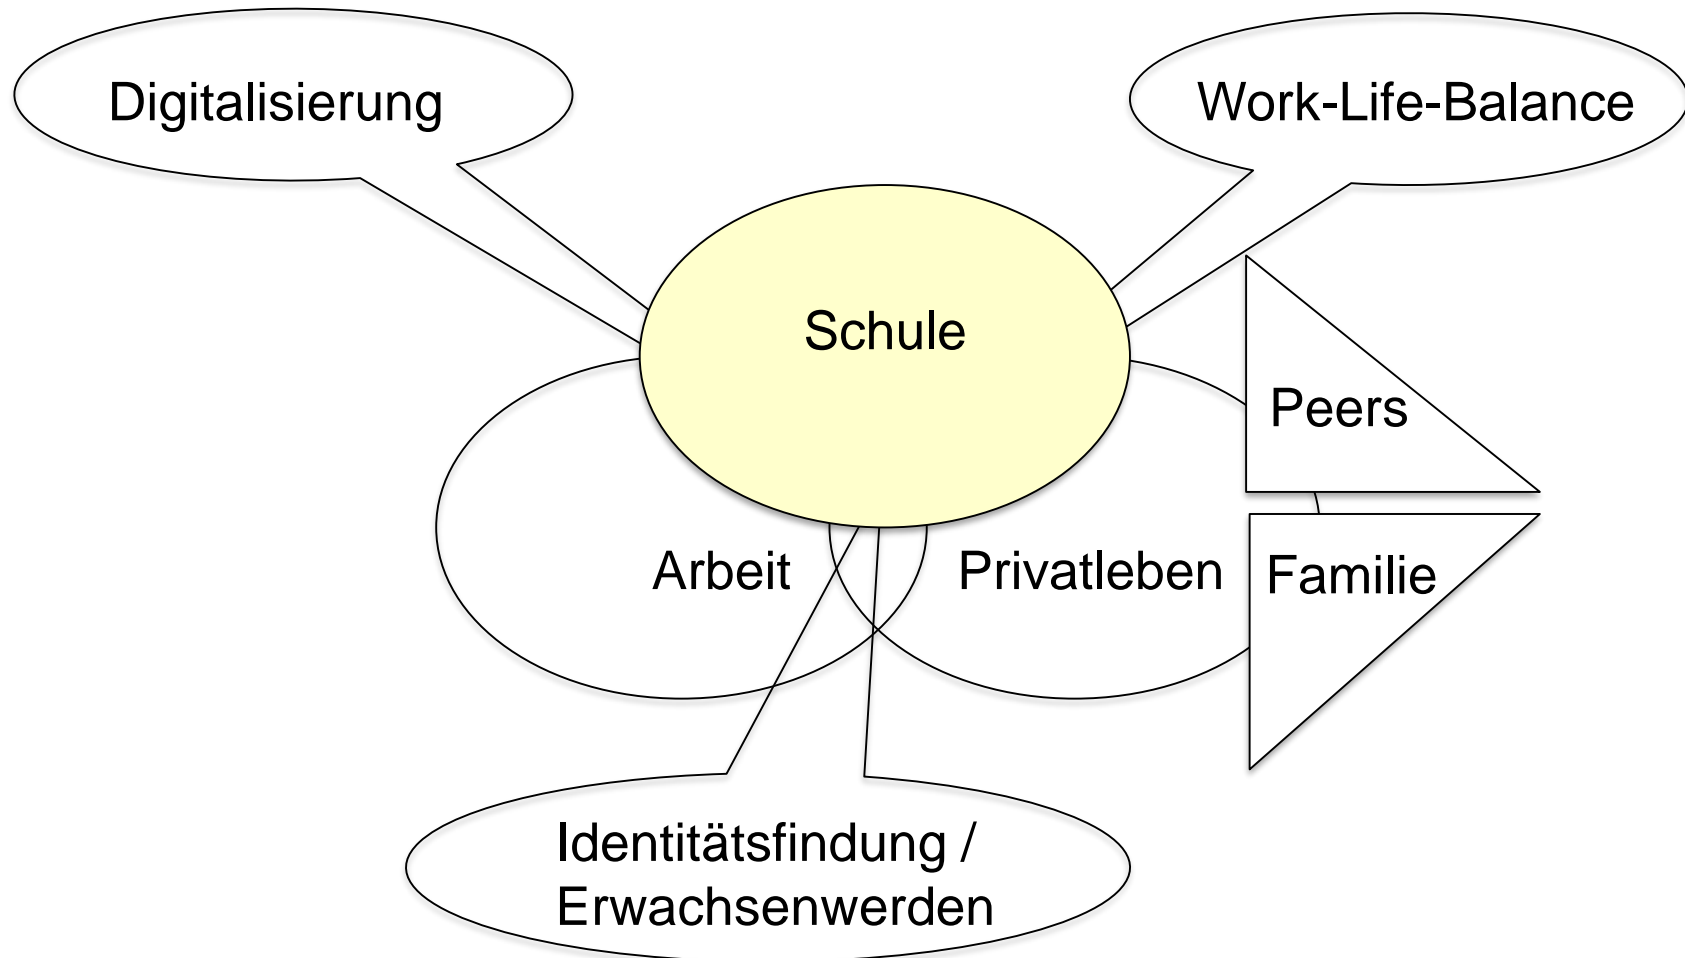 Digitalisierung
Work-Life-Balance
Schule
Peers
Arbeit
Privatleben
Familie
Identitätsfindung /
Erwachsenwerden